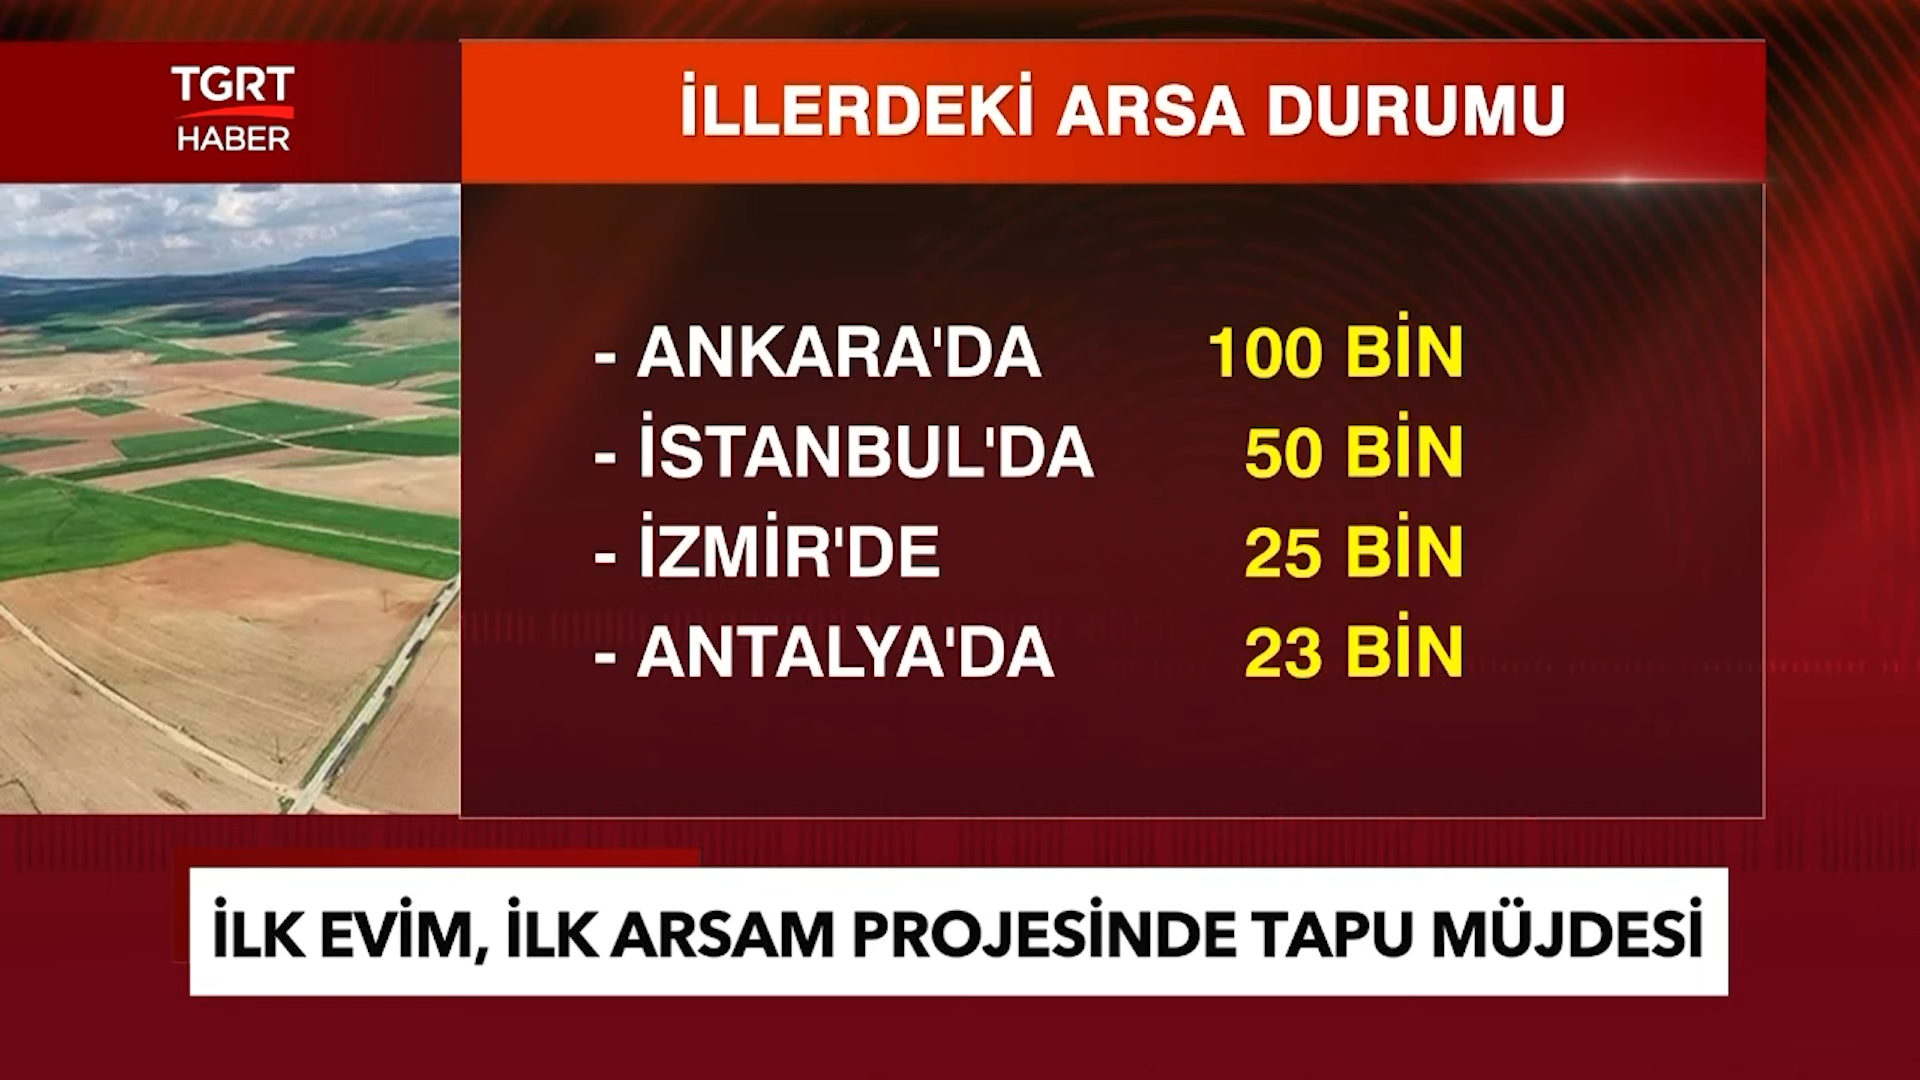 TGRT
HABER
İLLERDEKİ ARSA DURUMU
- ANKARA'DA 100 BİN
- İSTANBUL'DA 50 BİN
- İZMİR'DE 25 BİN
- ANTALYA'DA 23 BİN
İLK EVİM, İLK ARSAM PROJESİNDE TAPU MÜJDESİ